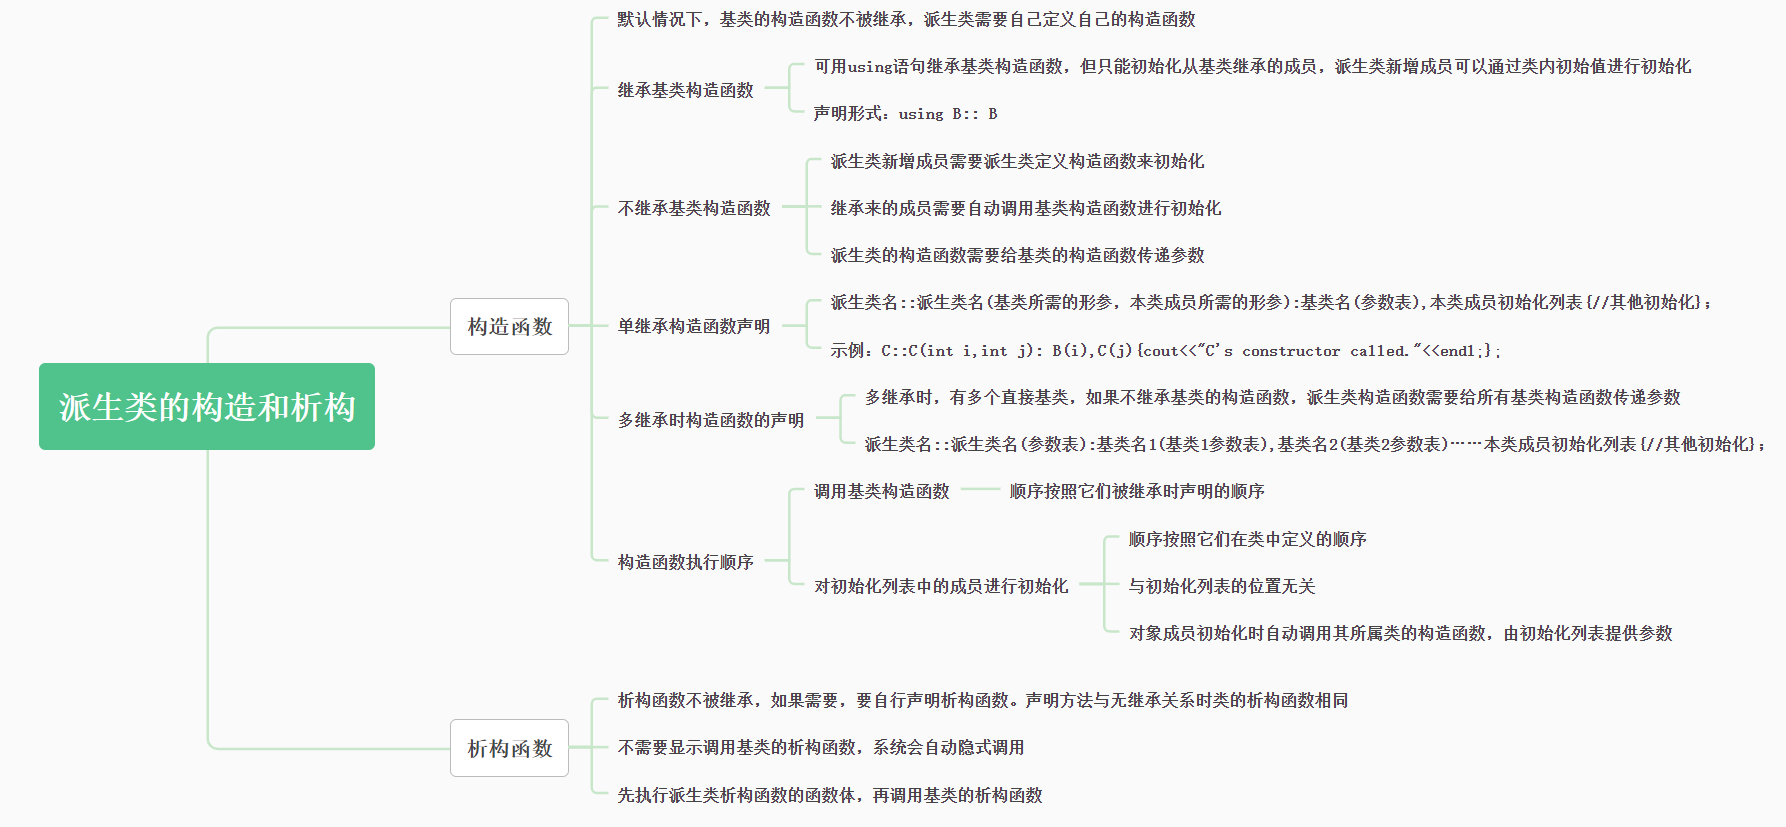 派生类的构造和析构
构造函数
默认情况下，基类的构造函数不被继承，派生类需要自己定义自己的构造函数
继承基类构造函数
可用using语句继承基类构造函数，但只能初始化从基类继承的成员，派生类新增成员可以通过类内初始值进行初始化
声明形式：using B:: B
不继承基类构造函数
派生类新增成员需要派生类定义构造函数来初始化
继承来的成员需要自动调用基类构造函数进行初始化
派生类的构造函数需要给基类的构造函数传递参数
单继承构造函数声明
派生类名::派生类名(基类所需的形参，本类成员所需的形参):基类名(参数表),本类成员初始化列表{//其他初始化};
示例：C::C(int i,int j): B(i),C(j){cout<<"C's constructor called."<<endl;};
多继承时构造函数的声明
多继承时，有多个直接基类，如果不继承基类的构造函数，派生类构造函数需要给所有基类构造函数传递参数
派生类名::派生类名(参数表):基类名1(基类1参数表),基类名2(基类2参数表)……本类成员初始化列表{//其他初始化};
构造函数执行顺序
调用基类构造函数
顺序按照它们被继承时声明的顺序
对初始化列表中的成员进行初始化
顺序按照它们在类中定义的顺序
与初始化列表的位置无关
对象成员初始化时自动调用其所属类的构造函数，由初始化列表提供参数
析构函数
析构函数不被继承，如果需要，要自行声明析构函数。声明方法与无继承关系时类的析构函数相同
不需要显示调用基类的析构函数，系统会自动隐式调用
先执行派生类析构函数的函数体，再调用基类的析构函数